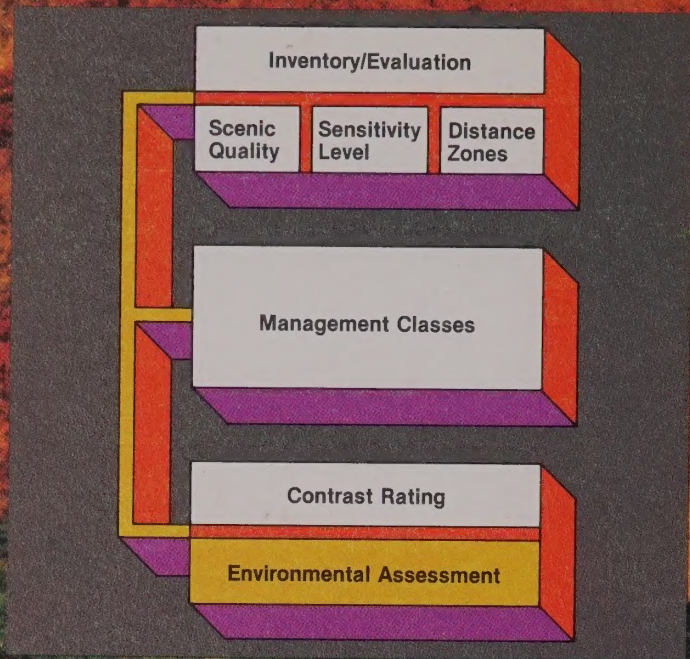 Inventory/Evaluation
Scenic
Quality
Sensitivity
Level
Distance
Zones
Management Classes
Contrast Rating
Environmental Assessment